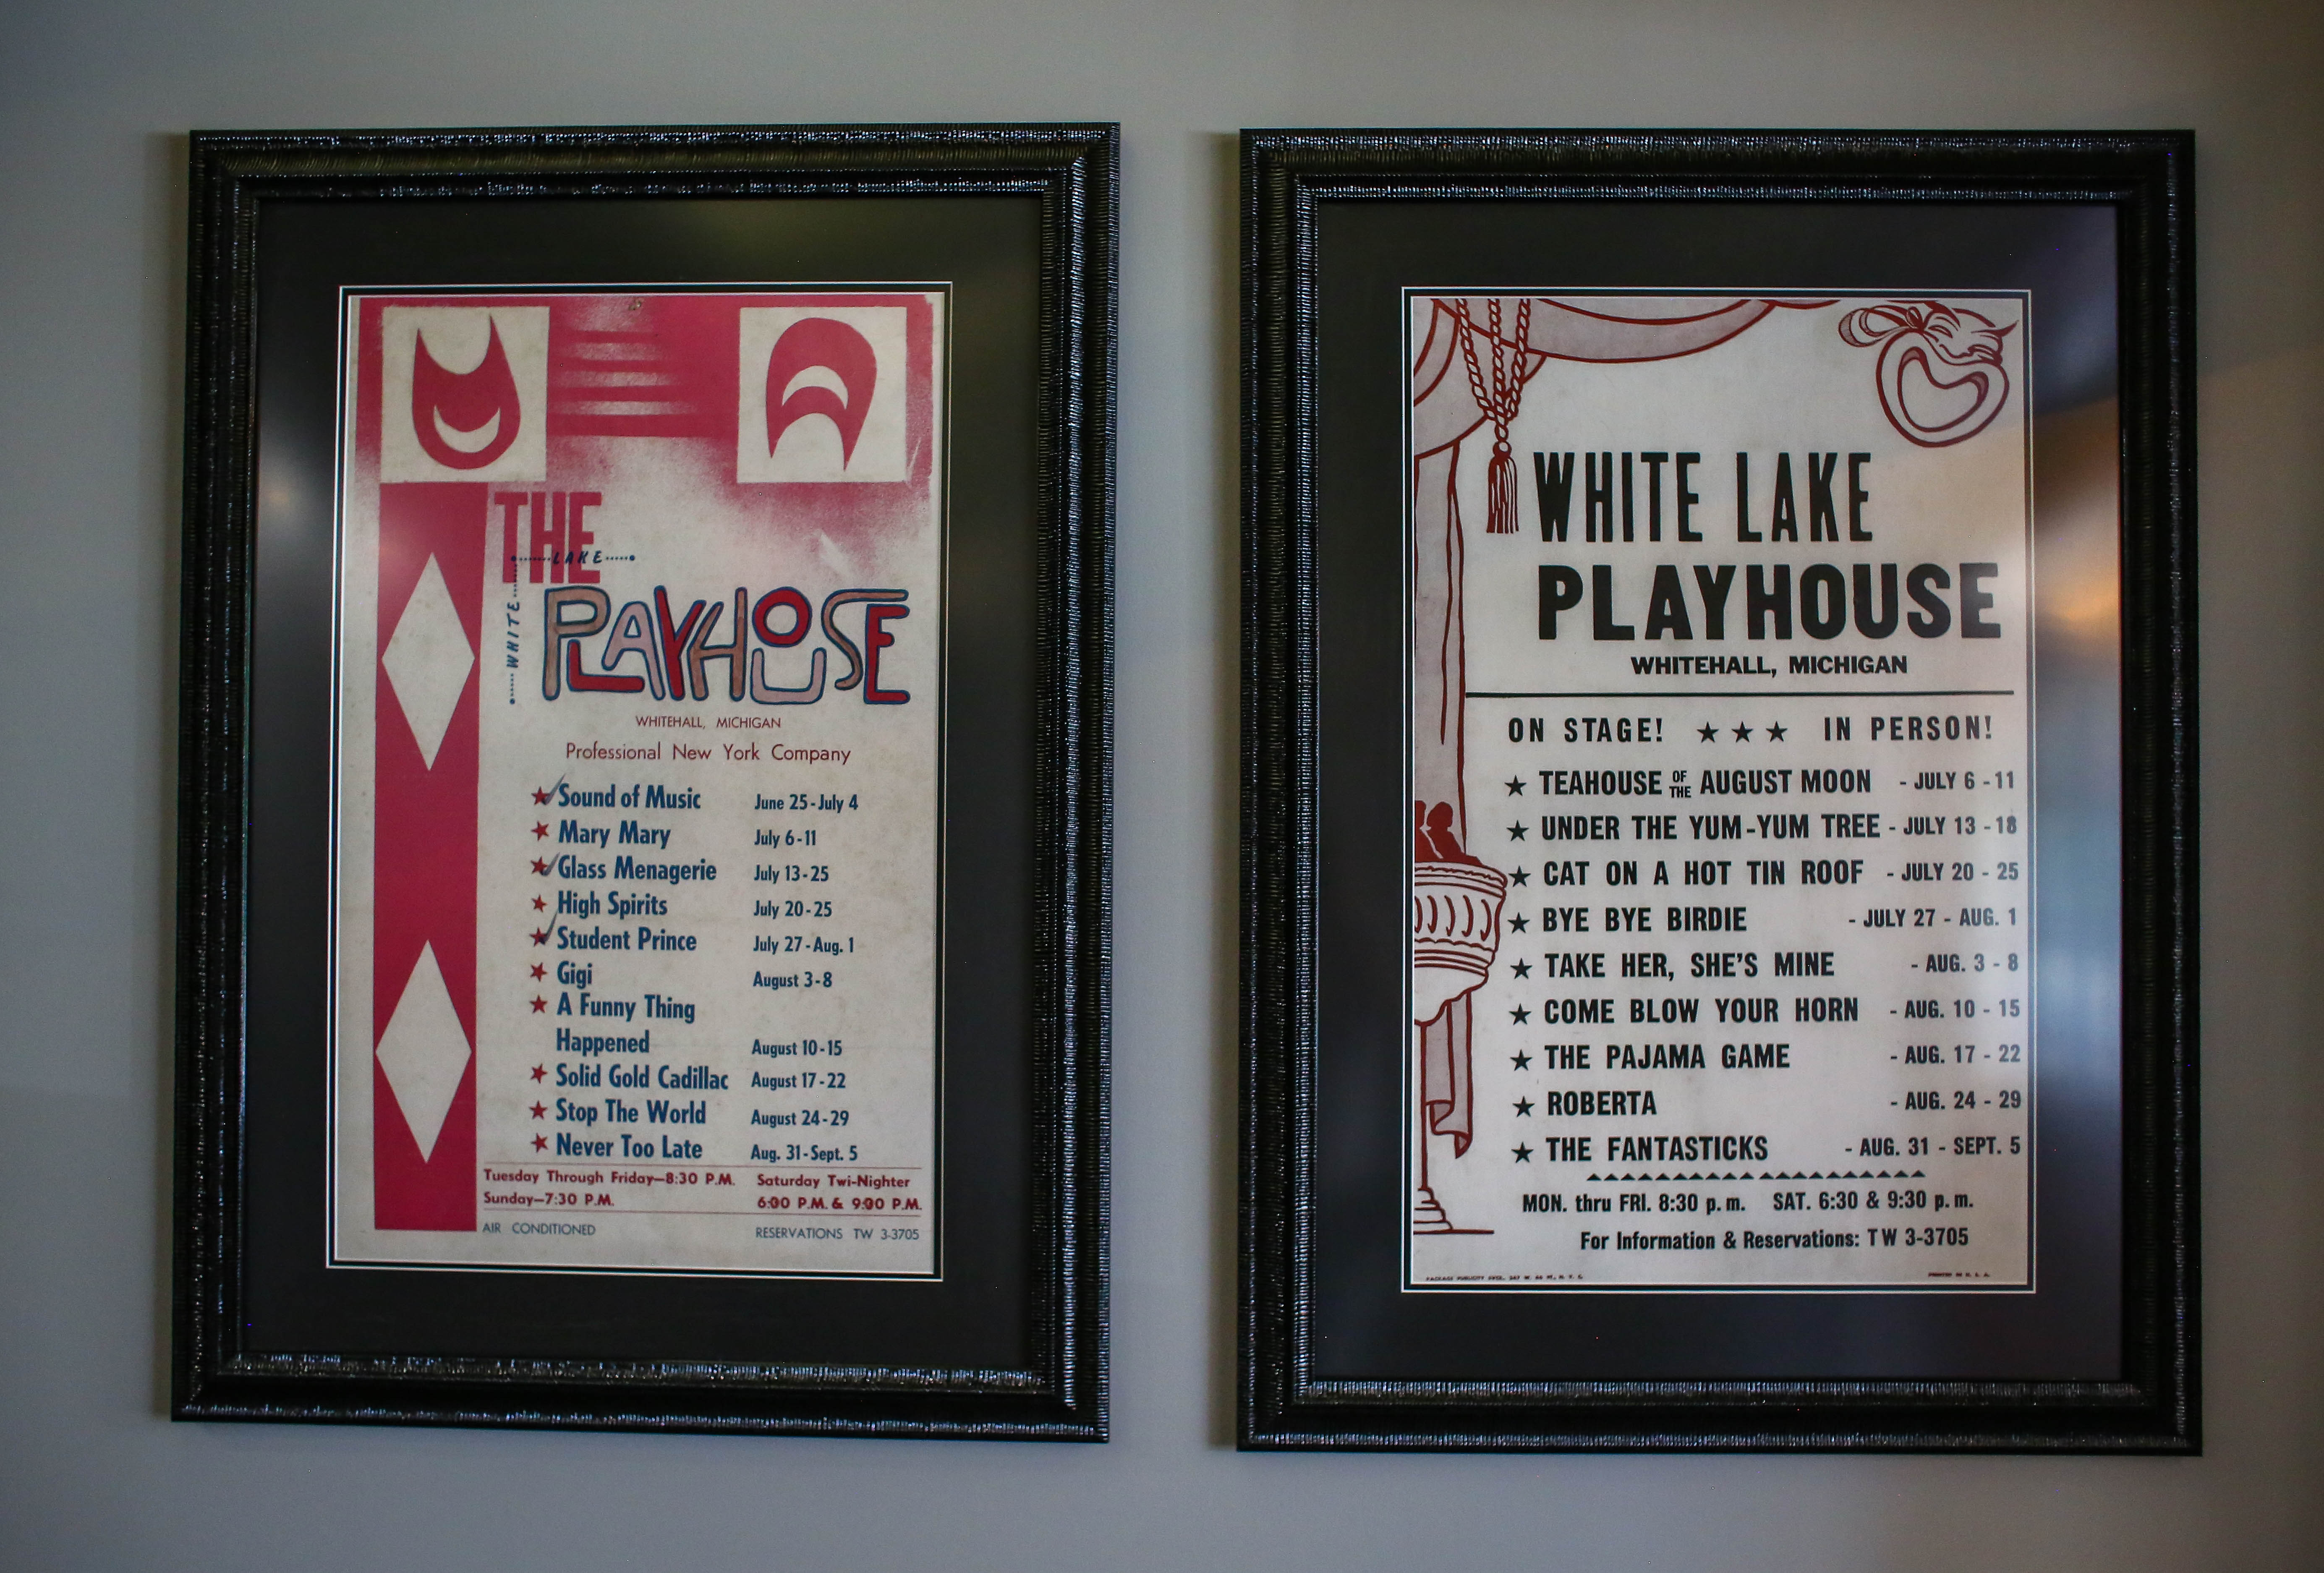 THE
LAKE
WHITE
PLAYHOUSE
WHITEHALL, MICHIGAN
Professional New York Company
Sound of Music June 25-July 4
Mary Mary July 6-11
Glass Menagerie July 13-25
High Spirits July 20-25
Student Prince July 27-Aug. 1
Gigi August 3-8
A Funny Thing
Happened August 10-15
Solid Gold Cadillac August 17-22
Stop The World August 24-29
Never Too Late Aug. 31-Sept. 5
Tuesday Through Friday—8:30 P.M. Saturday Twi-Nighter
Sunday—7:30 P.M. 6:00 P.M. & 9:00 P.M.
AIR CONDITIONED RESERVATIONS TW 3-3705
WHITE LAKE
PLAYHOUSE
WHITEHALL, MICHIGAN
ON STAGE! ★ ★ ★ IN PERSON!
★ TEAHOUSE OF THE AUGUST MOON - JULY 6 - 11
★ UNDER THE YUM-YUM TREE - JULY 13 - 18
★ CAT ON A HOT TIN ROOF - JULY 20 - 25
★ BYE BYE BIRDIE - JULY 27 - AUG. 1
★ TAKE HER, SHE'S MINE - AUG. 3 - 8
★ COME BLOW YOUR HORN - AUG. 10 - 15
★ THE PAJAMA GAME - AUG. 17 - 22
★ ROBERTA - AUG. 24 - 29
★ THE FANTASTICKS - AUG. 31 - SEPT. 5
MON. thru FRI. 8:30 p. m. SAT. 6:30 & 9:30 p. m.
For Information & Reservations: TW 3-3705
PACKAGE PUBLICITY PRINTED IN U. S. A.